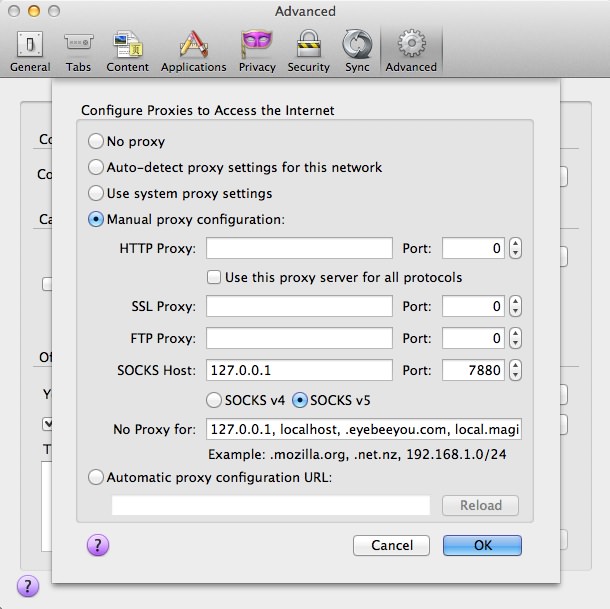 Advanced
General Tabs Content Applications Privacy Security Sync Advanced
Configure Proxies to Access the Internet
No proxy
Auto-detect proxy settings for this network
Use system proxy settings
Manual proxy configuration:
HTTP Proxy: Port: 0
Use this proxy server for all protocols
SSL Proxy: Port: 0
FTP Proxy: Port: 0
SOCKS Host: 127.0.0.1 Port: 7880
SOCKS v4 SOCKS v5
No Proxy for: 127.0.0.1, localhost, .eyebeeyou.com, local.magi
Example: .mozilla.org, .net.nz, 192.168.1.0/24
Automatic proxy configuration URL:
Reload
? Cancel OK
?